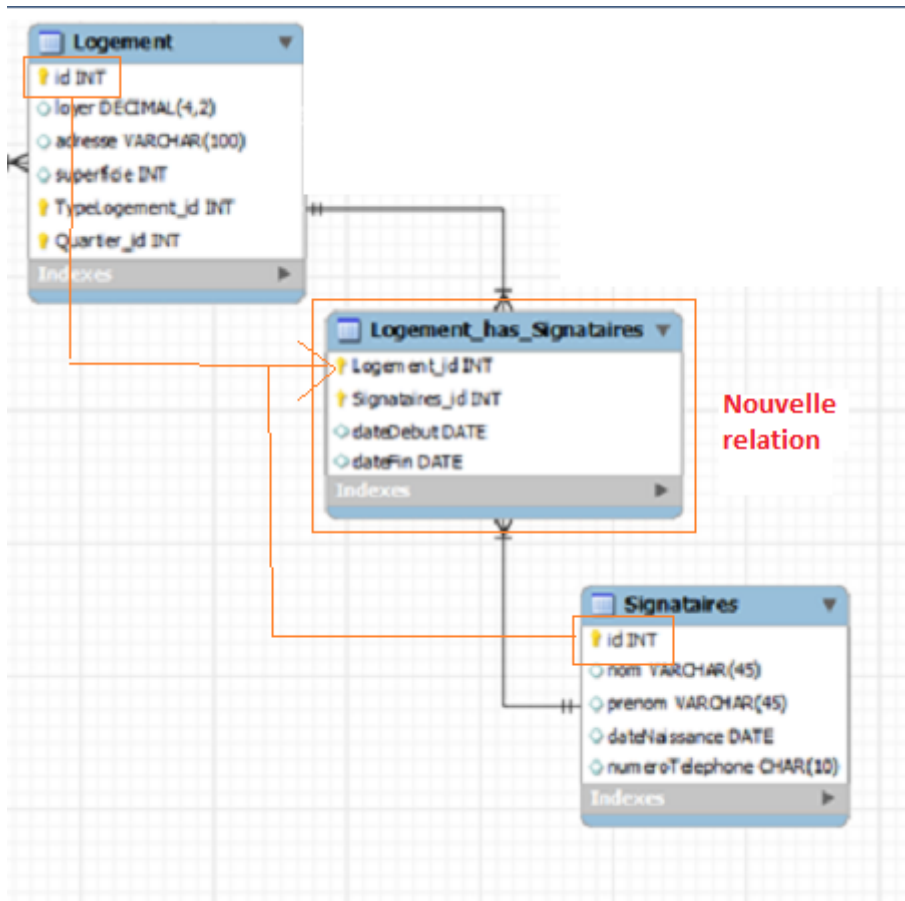 Logement
id INT
loyer DECIMAL(4,2)
adresse VARCHAR(100)
superficie INT
TypeLogement_id INT
Quartier_id INT
Indexes
Logement_has_Signataires
Logement_id INT
Signataires_id INT
dateDebut DATE
dateFin DATE
Indexes
Nouvelle
relation
Signataires
id INT
nom VARCHAR(45)
prenom VARCHAR(45)
dateNaissance DATE
numeroTelephone CHAR(10)
Indexes